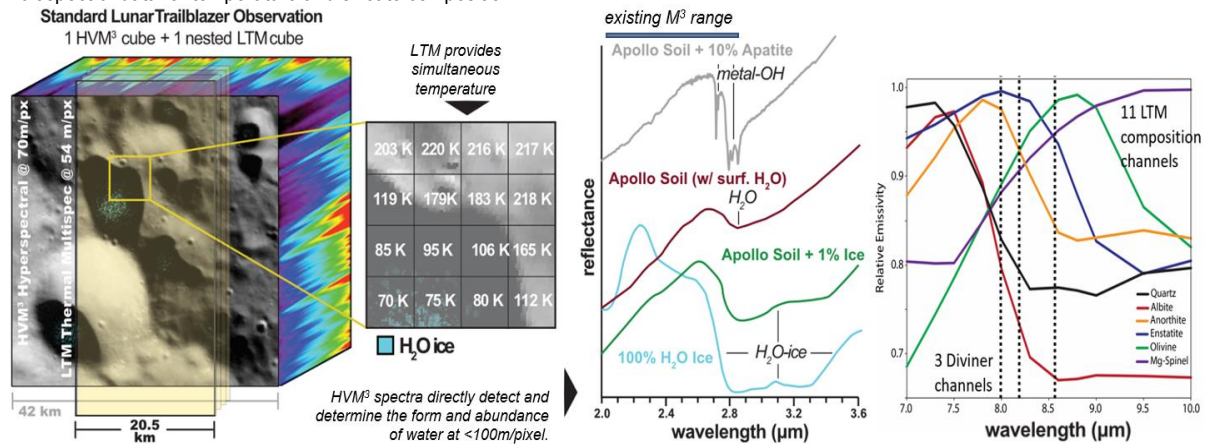 Standard Lunar Trailblazer Observation
1 HVM³ cube + 1 nested LTM cube
HVM³ Hyperspectral @ 70m/px
LTM Thermal Multispec @ 54 m/px
42 km
20.5
km
LTM provides
simultaneous
temperature
203 K 220 K 216 K 217 K
119 K 179K 183 K 218 K
85 K 95 K 106 K 165 K
70 K 75 K 80 K 112 K
H₂O ice
HVM³ spectra directly detect and
determine the form and abundance
of water at <100m/pixel.
existing M³ range
Apollo Soil + 10% Apatite
metal-OH
Apollo Soil (w/ surf. H₂O)
H₂O
Apollo Soil + 1% Ice
H₂O-ice
100% H₂O Ice
reflectance
2.0 2.4 2.8 3.2 3.6
wavelength (µm)
11 LTM
composition
channels
3 Diviner
channels
Quartz
Albite
Anorthite
Enstatite
Olivine
Mg-Spinel
Relative Emissivity
1.0
0.9
0.8
0.7
7.0 7.5 8.0 8.5 9.0 9.5 10.0
wavelength (µm)